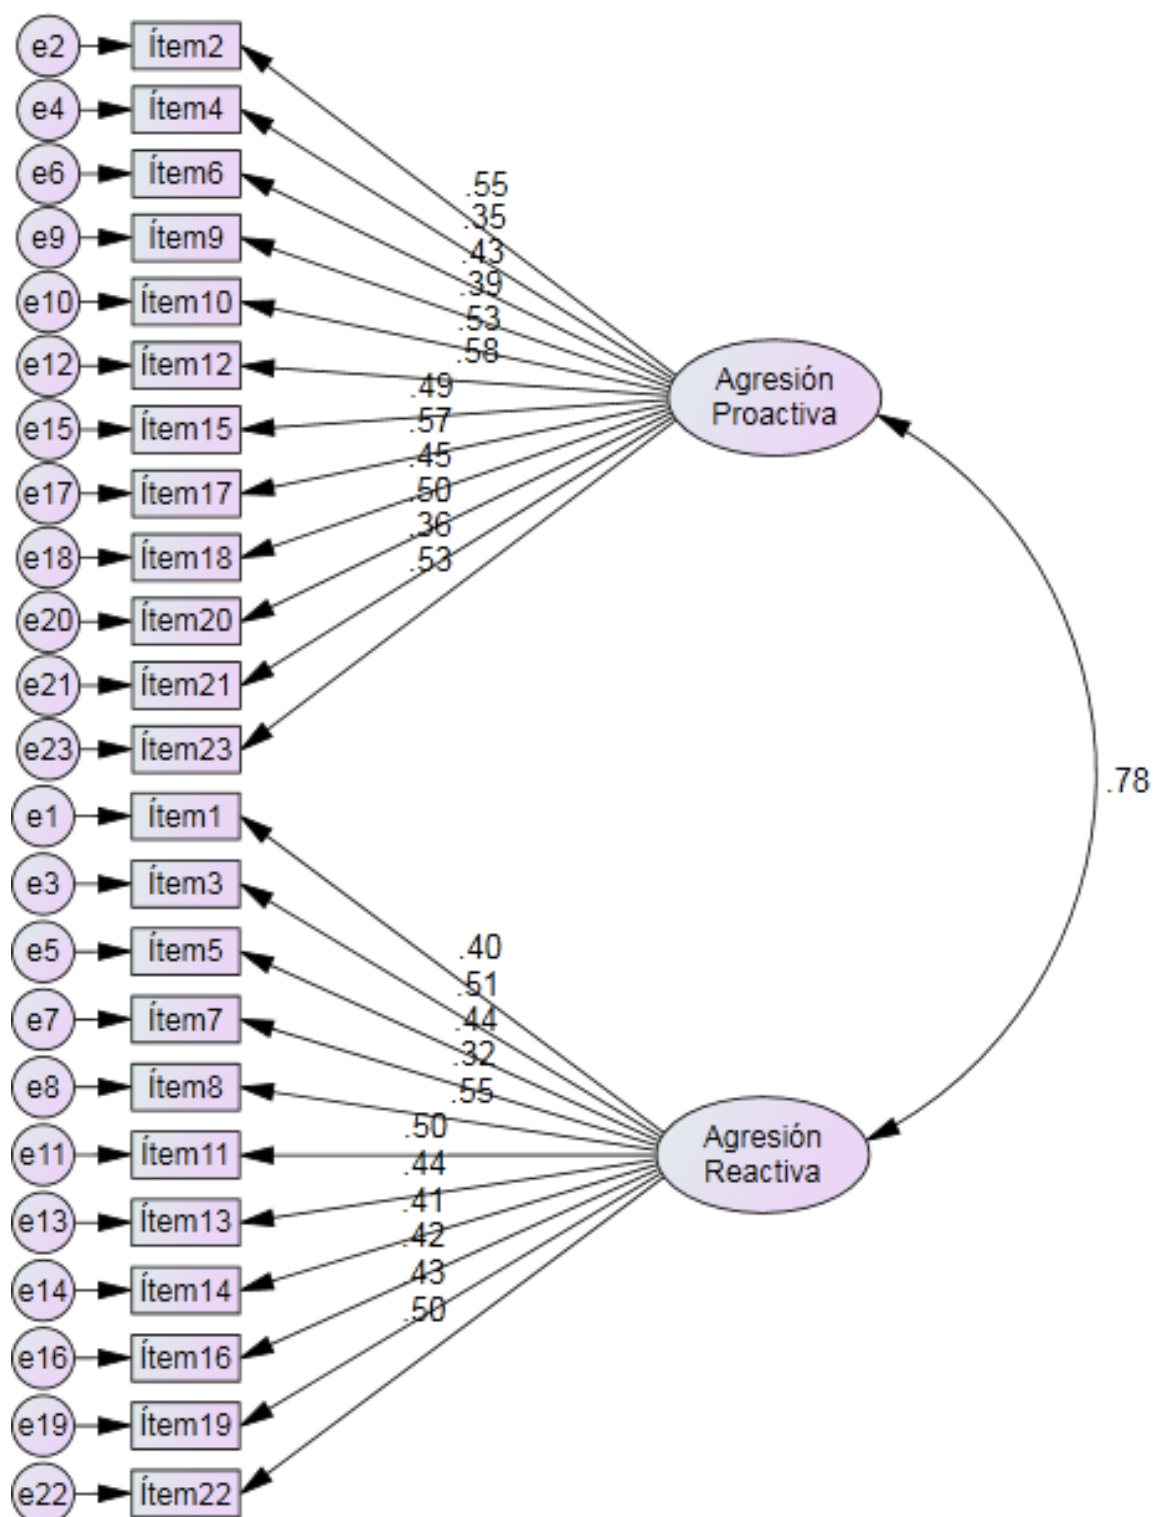 e2 Ítem2
e4 Ítem4
e6 Ítem6
e9 Ítem9
e10 Ítem10
e12 Ítem12
e15 Ítem15
e17 Ítem17
e18 Ítem18
e20 Ítem20
e21 Ítem21
e23 Ítem23
.55
.35
.43
.39
.53
.58
.49
.57
.45
.50
.36
.53
Agresión
Proactiva
.78
e1 Ítem1
e3 Ítem3
e5 Ítem5
e7 Ítem7
e8 Ítem8
e11 Ítem11
e13 Ítem13
e14 Ítem14
e16 Ítem16
e19 Ítem19
e22 Ítem22
.40
.51
.44
.32
.55
.50
.44
.41
.42
.43
.50
Agresión
Reactiva